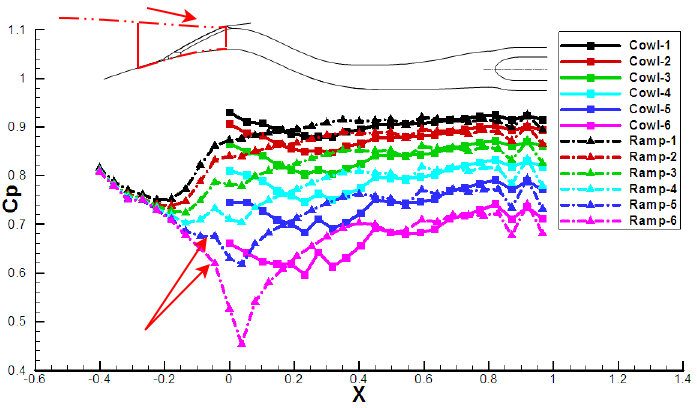 1.1
1
0.9
0.8
0.7
0.6
0.5
0.4
Cp
-0.6
-0.4
-0.2
0
0.2
0.4
0.6
0.8
1
1.2
1.4
X
Cowl-1
Cowl-2
Cowl-3
Cowl-4
Cowl-5
Cowl-6
Ramp-1
Ramp-2
Ramp-3
Ramp-4
Ramp-5
Ramp-6